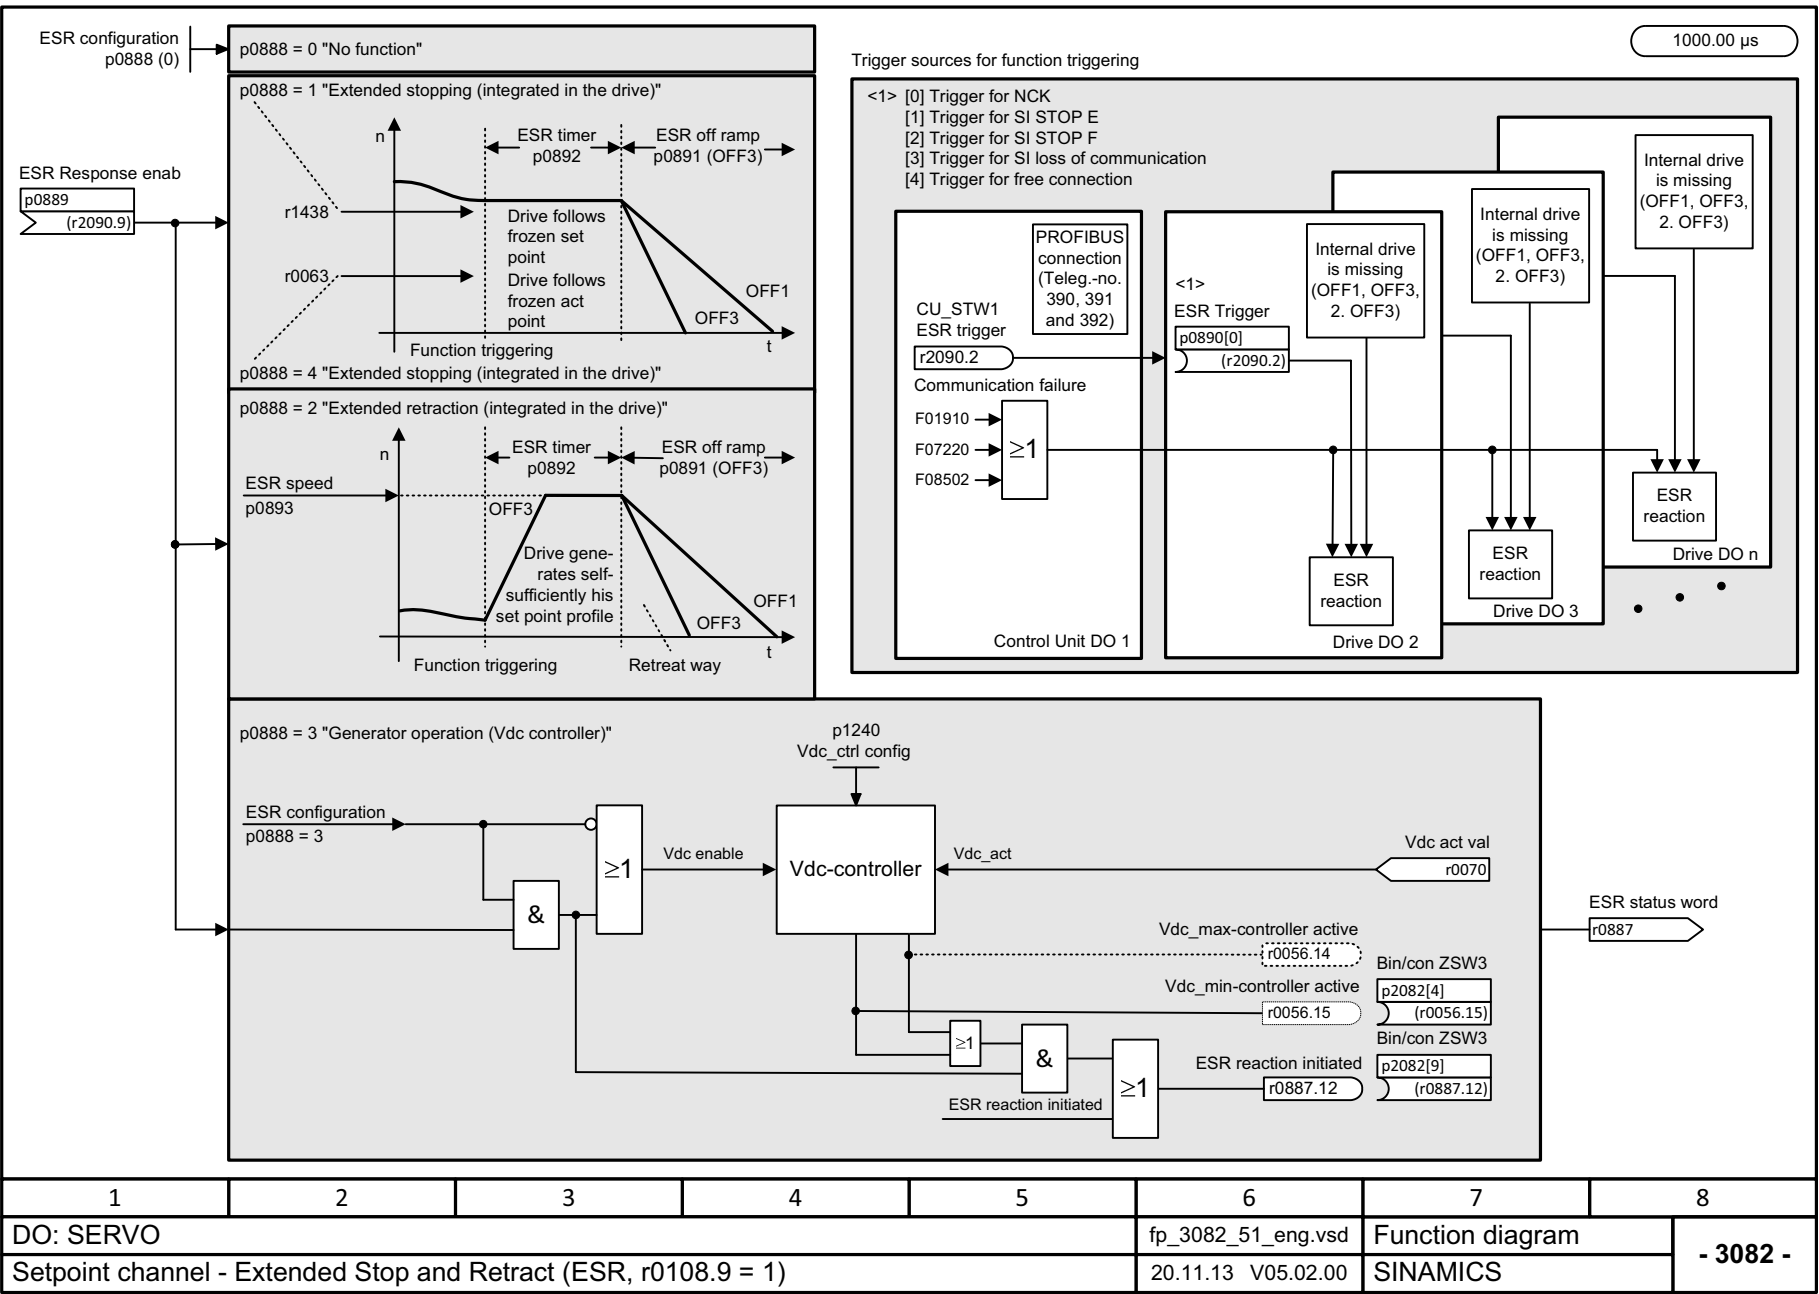 ESR configuration
p0888 (0)
p0888 = 0 "No function"
1000.00 µs
p0888 = 1 "Extended stopping (integrated in the drive)"
n
ESR timer
p0892
ESR off ramp
p0891 (OFF3)
ESR Response enab
p0889
(r2090.9)
r1438
Drive follows
frozen set
point
r0063
Drive follows
frozen act
point
OFF1
OFF3
t
Function triggering
p0888 = 4 "Extended stopping (integrated in the drive)"
p0888 = 2 "Extended retraction (integrated in the drive)"
n
ESR timer
p0892
ESR off ramp
p0891 (OFF3)
ESR speed
p0893
OFF3
Drive gene-
rates self-
sufficiently his
set point profile
OFF1
OFF3
t
Function triggering
Retreat way
Trigger sources for function triggering
<1> [0] Trigger for NCK
[1] Trigger for SI STOP E
[2] Trigger for SI STOP F
[3] Trigger for SI loss of communication
[4] Trigger for free connection
PROFIBUS
connection
(Teleg.-no.
390, 391
and 392)
CU_STW1
ESR trigger
r2090.2
Communication failure
F01910
F07220
F08502
≥1
Control Unit DO 1
<1>
ESR Trigger
p0890[0]
(r2090.2)
Internal drive
is missing
(OFF1, OFF3,
2. OFF3)
ESR
reaction
Drive DO 2
Internal drive
is missing
(OFF1, OFF3,
2. OFF3)
ESR
reaction
Drive DO 3
Internal drive
is missing
(OFF1, OFF3,
2. OFF3)
ESR
reaction
Drive DO n
p0888 = 3 "Generator operation (Vdc controller)"
p1240
Vdc_ctrl config
ESR configuration
p0888 = 3
&
≥1
Vdc enable
Vdc-controller
Vdc_act
Vdc act val
r0070
ESR status word
r0887
Vdc_max-controller active
r0056.14
Bin/con ZSW3
Vdc_min-controller active
r0056.15
p2082[4]
(r0056.15)
Bin/con ZSW3
≥1
&
≥1
ESR reaction initiated
r0887.12
p2082[9]
(r0887.12)
ESR reaction initiated
1 2 3 4 5 6 7 8
DO: SERVO
fp_3082_51_eng.vsd
Function diagram
- 3082 -
Setpoint channel - Extended Stop and Retract (ESR, r0108.9 = 1)
20.11.13 V05.02.00
SINAMICS